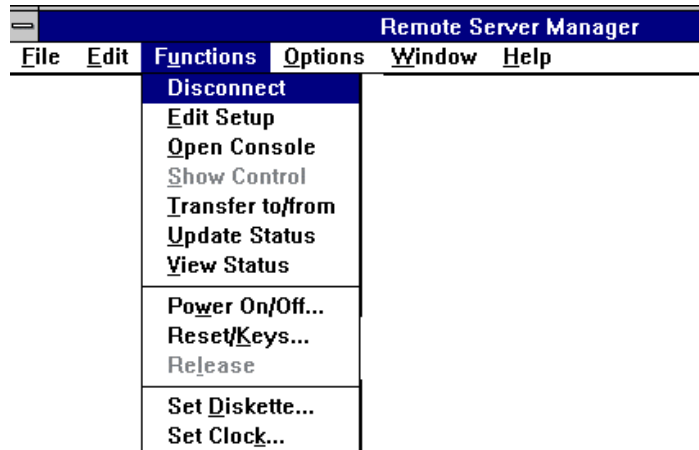 Remote Server Manager
File Edit Functions Options Window Help
Disconnect
Edit Setup
Open Console
Show Control
Transfer to/from
Update Status
View Status
Power On/Off...
Reset/Keys...
Release
Set Diskette...
Set Clock...